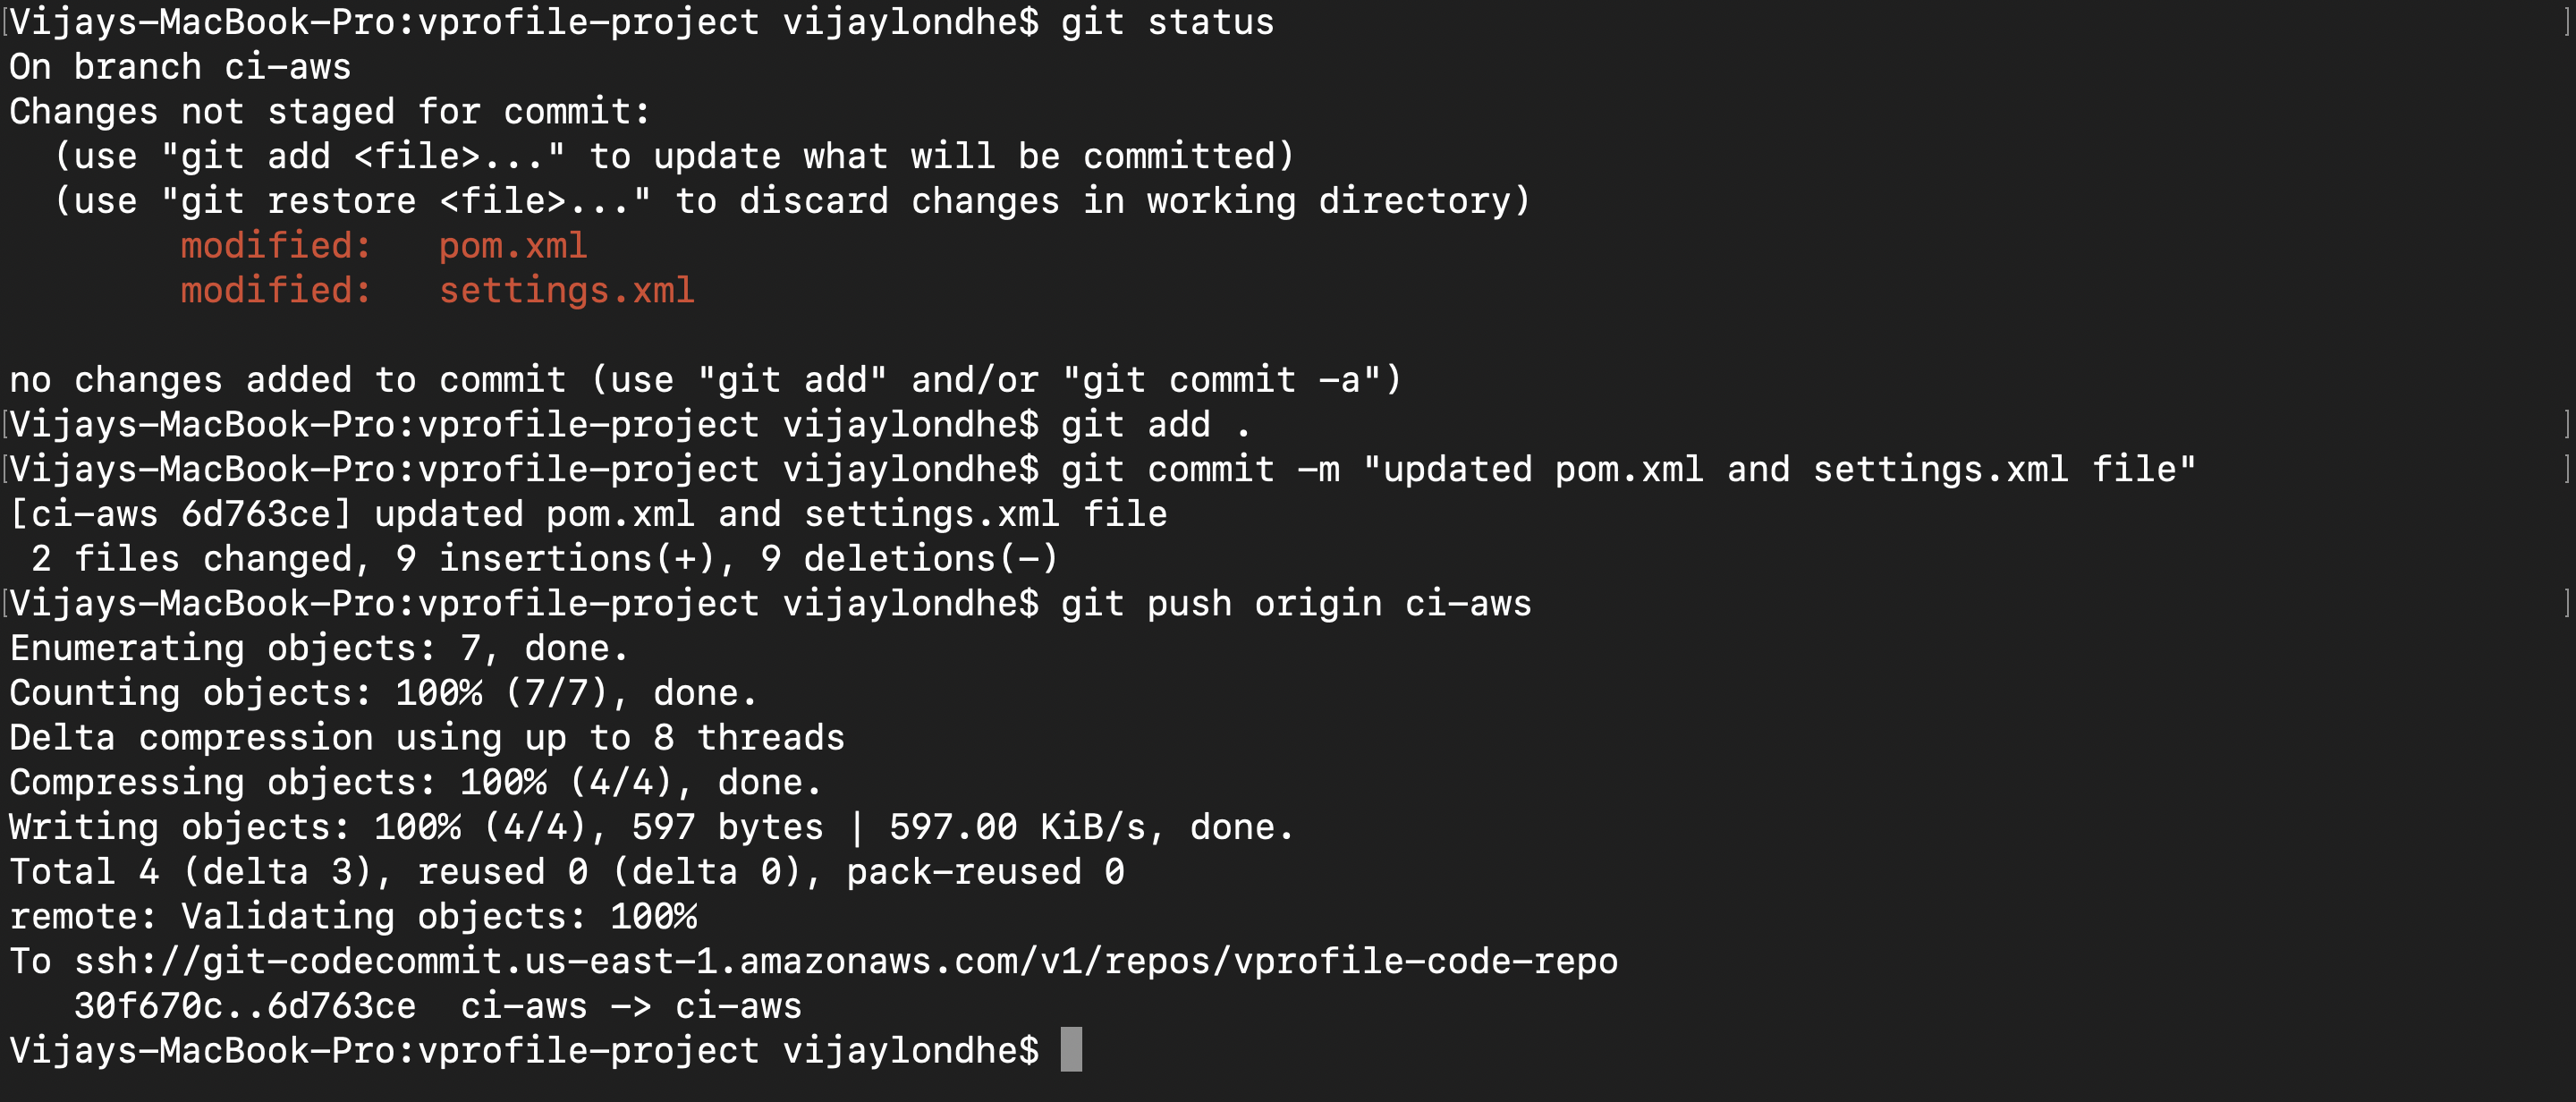 [Vijays-MacBook-Pro:vprofile-project vijaylondhe$ git status ]
On branch ci-aws
Changes not staged for commit:
  (use "git add <file>..." to update what will be committed)
  (use "git restore <file>..." to discard changes in working directory)
        modified:   pom.xml
        modified:   settings.xml

no changes added to commit (use "git add" and/or "git commit -a")
[Vijays-MacBook-Pro:vprofile-project vijaylondhe$ git add . ]
[Vijays-MacBook-Pro:vprofile-project vijaylondhe$ git commit -m "updated pom.xml and settings.xml file" ]
[ci-aws 6d763ce] updated pom.xml and settings.xml file
 2 files changed, 9 insertions(+), 9 deletions(-)
[Vijays-MacBook-Pro:vprofile-project vijaylondhe$ git push origin ci-aws ]
Enumerating objects: 7, done.
Counting objects: 100% (7/7), done.
Delta compression using up to 8 threads
Compressing objects: 100% (4/4), done.
Writing objects: 100% (4/4), 597 bytes | 597.00 KiB/s, done.
Total 4 (delta 3), reused 0 (delta 0), pack-reused 0
remote: Validating objects: 100%
To ssh://git-codecommit.us-east-1.amazonaws.com/v1/repos/vprofile-code-repo
   30f670c..6d763ce  ci-aws -> ci-aws
Vijays-MacBook-Pro:vprofile-project vijaylondhe$